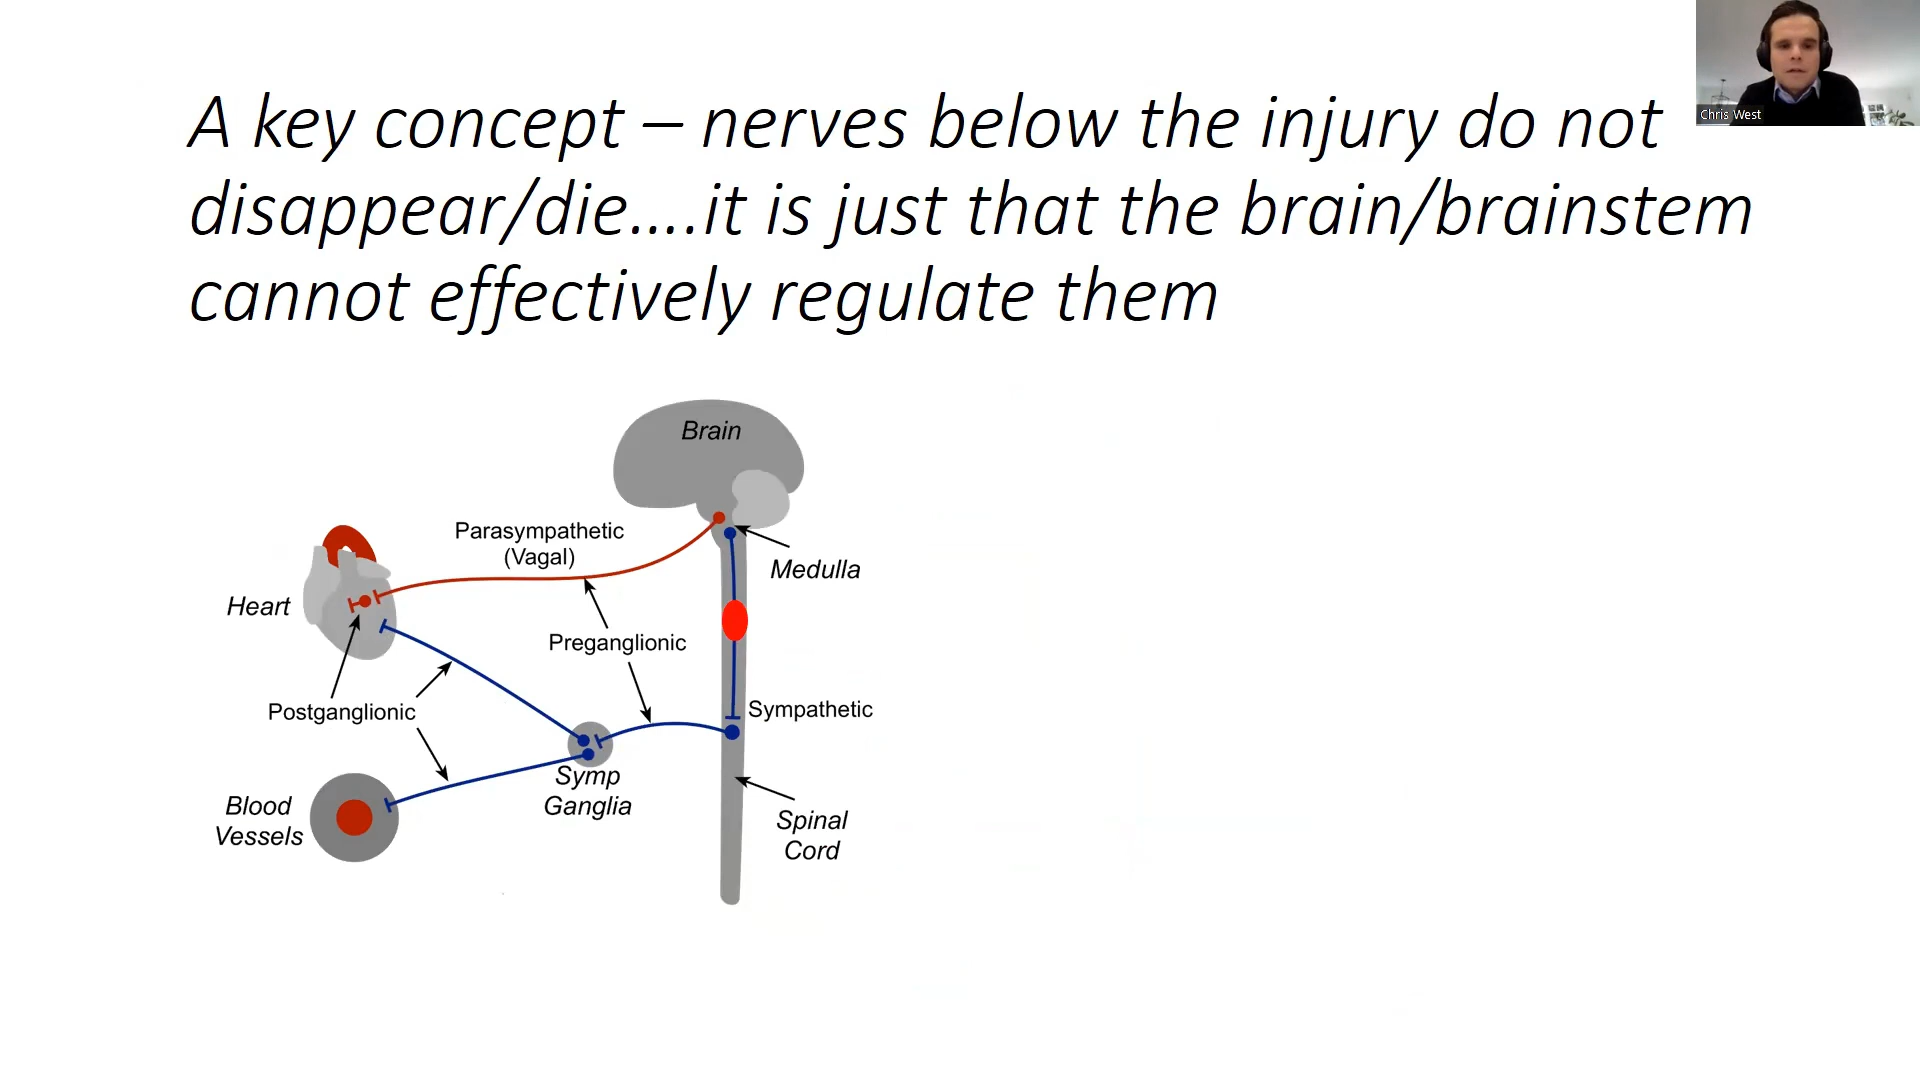 A key concept – nerves below the injury do not
disappear/die….it is just that the brain/brainstem
cannot effectively regulate them
Chris West
Brain
Parasympathetic
(Vagal)
Medulla
Heart
Preganglionic
Postganglionic
Sympathetic
Symp
Ganglia
Blood
Vessels
Spinal
Cord